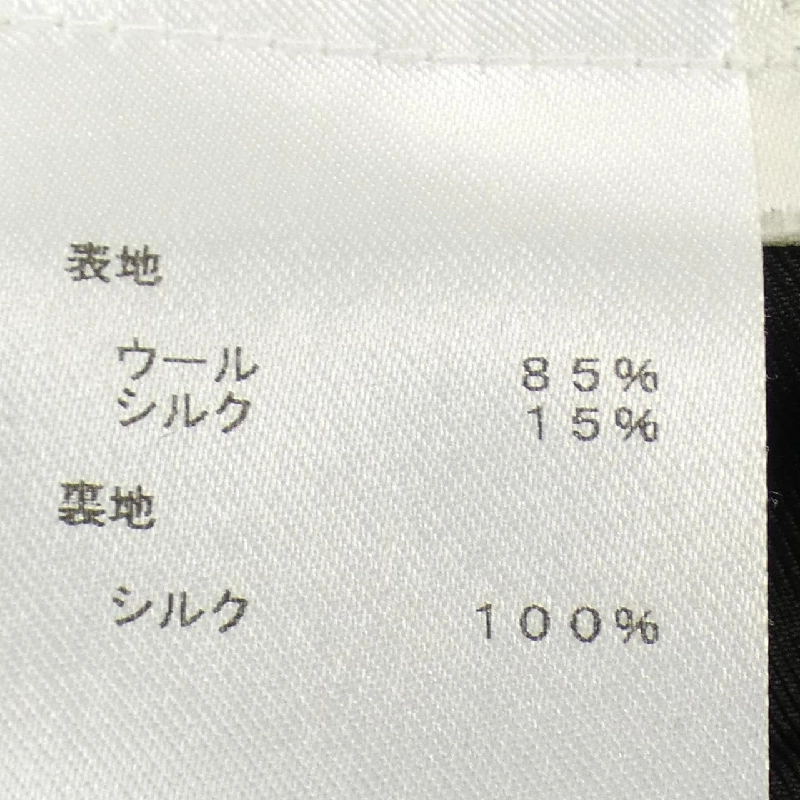 表地
ウール 85%
シルク 15%
裏地
シルク 100%